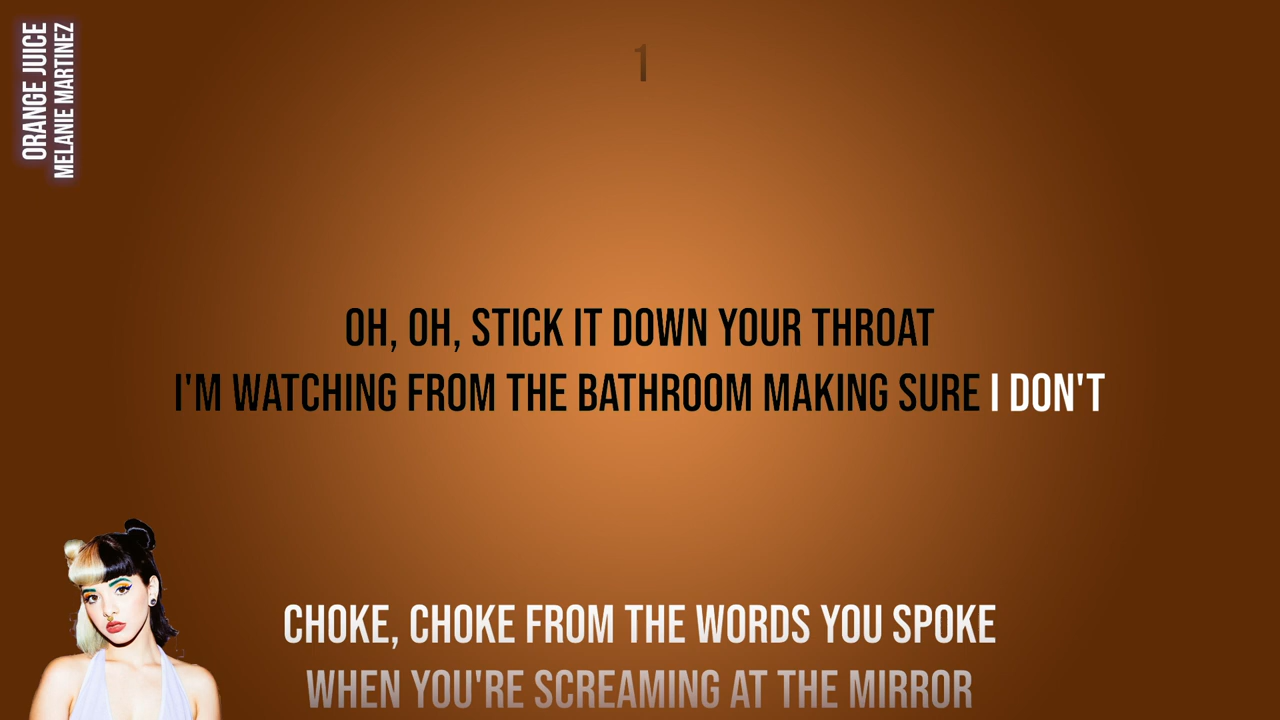 ORANGE JUICE
MELANIE MARTINEZ
1
OH, OH, STICK IT DOWN YOUR THROAT
I'M WATCHING FROM THE BATHROOM MAKING SURE I DON'T
CHOKE, CHOKE FROM THE WORDS YOU SPOKE
WHEN YOU'RE SCREAMING AT THE MIRROR